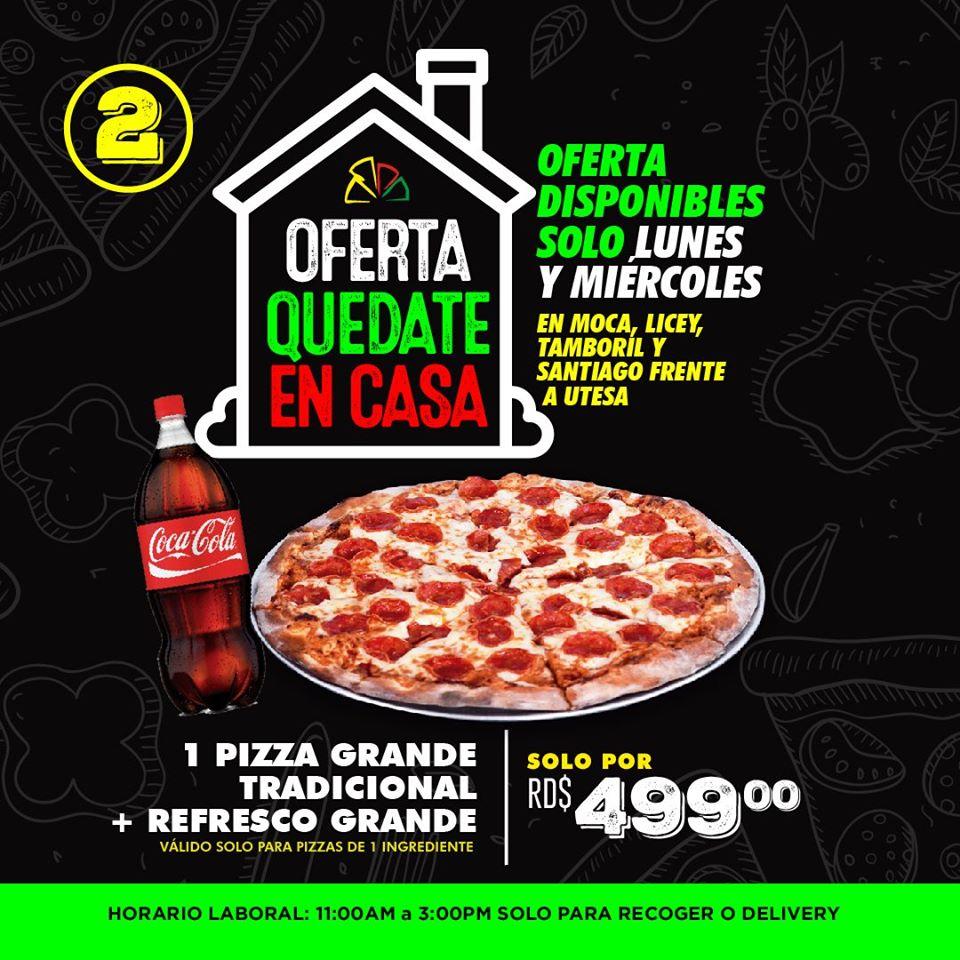 2
OFERTA
QUEDATE
EN CASA
OFERTA
DISPONIBLES
SOLO LUNES
Y MIÉRCOLES
EN MOCA, LICEY,
TAMBORÍL Y
SANTIAGO FRENTE
A UTESA
Coca-Cola
1 PIZZA GRANDE
TRADICIONAL
+ REFRESCO GRANDE
VÁLIDO SOLO PARA PIZZAS DE 1 INGREDIENTE
SOLO POR
RD$ 499 00
HORARIO LABORAL: 11:00AM a 3:00PM SOLO PARA RECOGER O DELIVERY